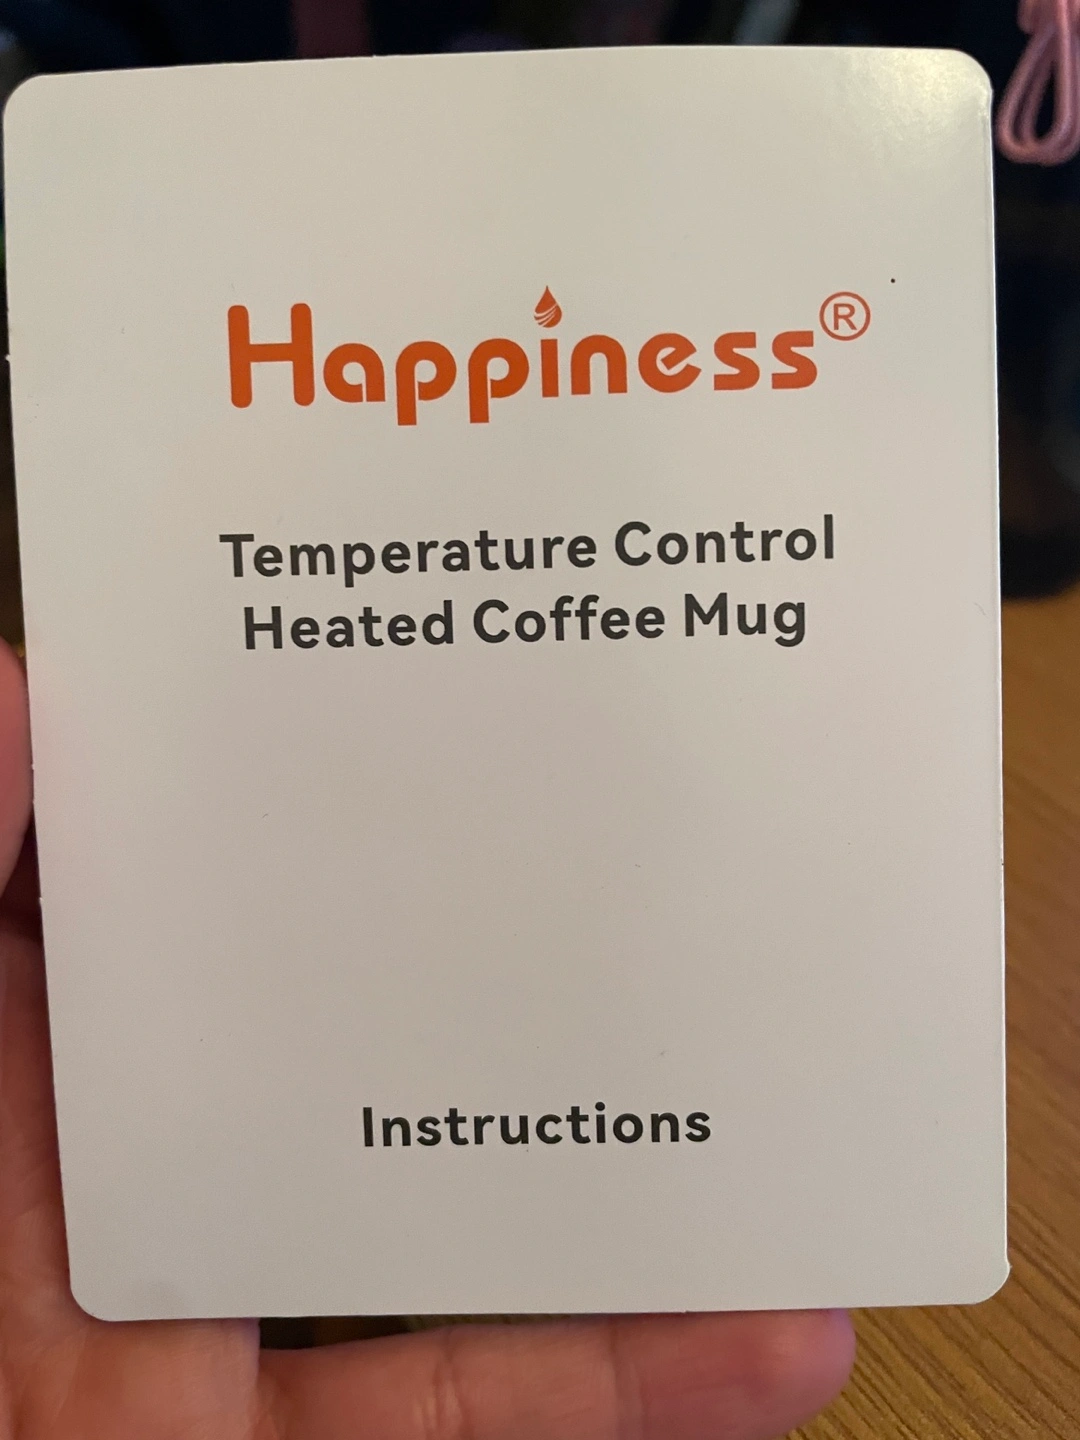 Happiness®
Temperature Control
Heated Coffee Mug
Instructions